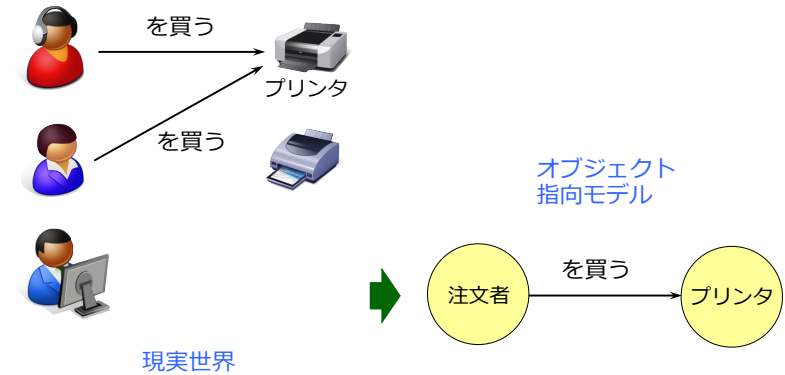 を買う
プリンタ
を買う
オブジェクト
指向モデル
を買う
注文者
プリンタ
現実世界